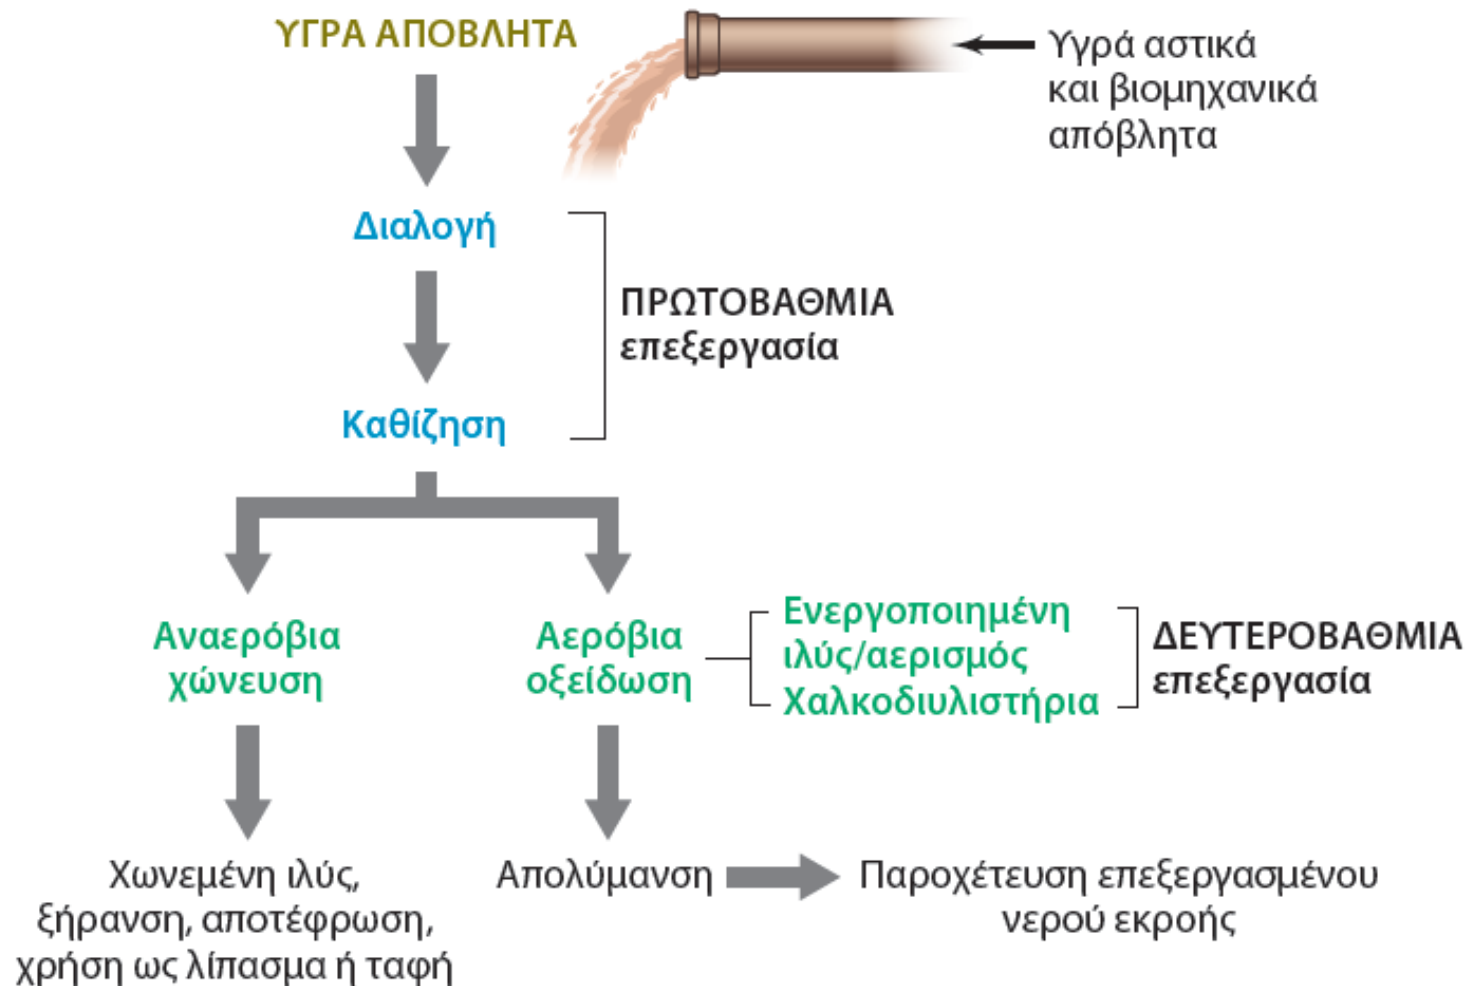 ΥΓΡΑ ΑΠΟΒΛΗΤΑ
Υγρά αστικά
και βιομηχανικά
απόβλητα
Διαλογή
ΠΡΩΤΟΒΑΘΜΙΑ
επεξεργασία
Καθίζηση
Αναερόβια
χώνευση
Αερόβια
οξείδωση
Ενεργοποιημένη
ιλύς/αερισμός
Χαλκοδιυλιστήρια
ΔΕΥΤΕΡΟΒΑΘΜΙΑ
επεξεργασία
Χωνεμένη ιλύς,
ξήρανση, αποτέφρωση,
χρήση ως λίπασμα ή ταφή
Απολύμανση
Παροχέτευση επεξεργασμένου
νερού εκροής